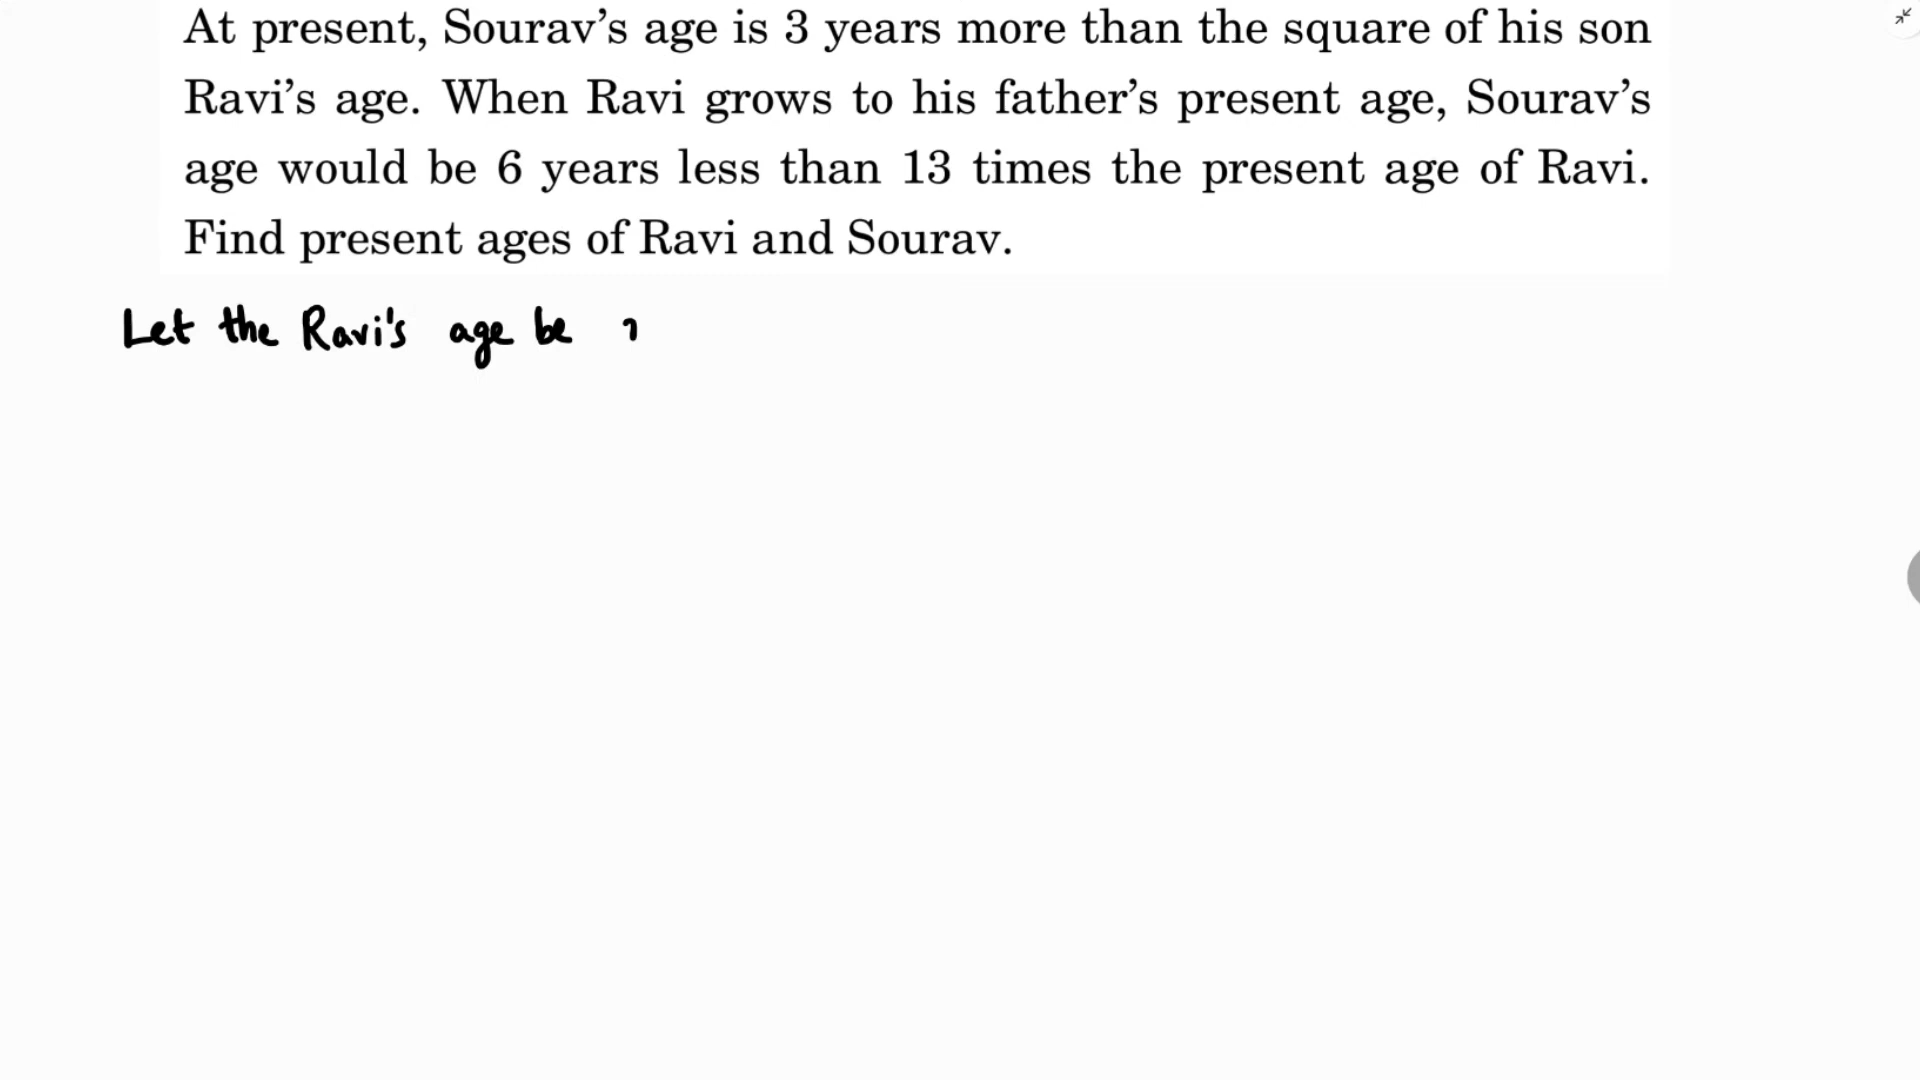 At present, Sourav’s age is 3 years more than the square of his son
Ravi’s age. When Ravi grows to his father’s present age, Sourav’s
age would be 6 years less than 13 times the present age of Ravi.
Find present ages of Ravi and Sourav.
Let the Ravi's age be